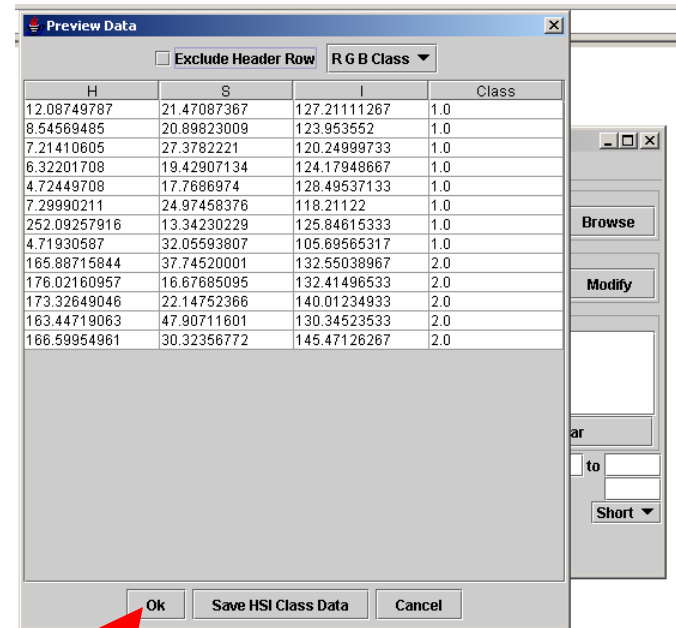 Preview Data
Exclude Header Row R G B Class
H S I Class
12.08749787 21.47087367 127.21111267 1.0
8.54569485 20.89823009 123.953552 1.0
7.21410605 27.3782221 120.24999733 1.0
6.32201708 19.42907134 124.17948667 1.0
4.72449708 17.7686974 128.49537133 1.0
7.29990211 24.97458376 118.21122 1.0
252.09257916 13.34230229 125.84615333 1.0
4.71930587 32.05593807 105.69565317 1.0
165.88715844 37.74520001 132.55038967 2.0
176.02160957 16.67685095 132.41496533 2.0
173.32649046 22.14752366 140.01234933 2.0
163.44719063 47.90711601 130.34523533 2.0
166.59954961 30.32356772 145.47126267 2.0
Browse
Modify
ar
to
Short
Ok Save HSI Class Data Cancel